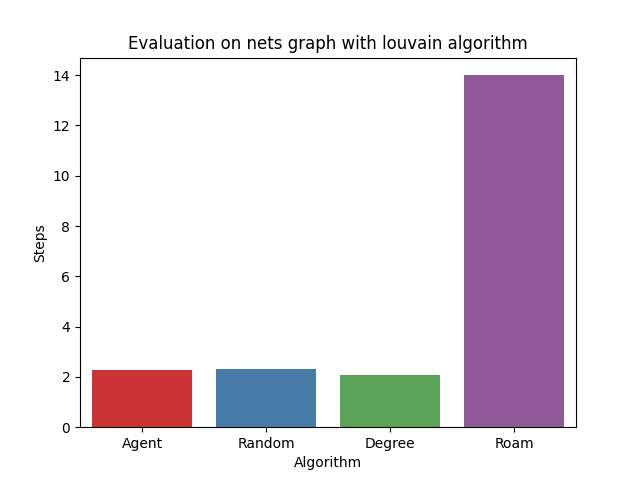 Evaluation on nets graph with louvain algorithm
14
12
10
8
6
4
2
0
Steps
Agent Random Degree Roam
Algorithm